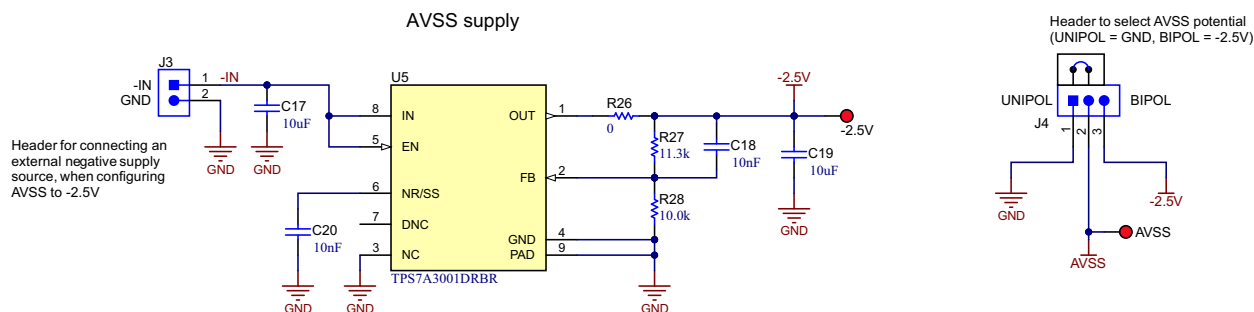 AVSS supply
J3
-IN
GND
1
2
-IN
C17
10uF
GND
GND
Header for connecting an
external negative supply
source, when configuring
AVSS to -2.5V
U5
8
IN
5
EN
6
NR/SS
7
DNC
3
NC
OUT
1
FB
2
GND
4
PAD
9
TPS7A3001DRBR
C20
10nF
GND
GND
R26
0
R27
11.3k
R28
10.0k
GND
C18
10nF
-2.5V
C19
10uF
GND
-2.5V
Header to select AVSS potential
(UNIPOL = GND, BIPOL = -2.5V)
UNIPOL
BIPOL
J4
1
2
3
GND
-2.5V
AVSS
AVSS